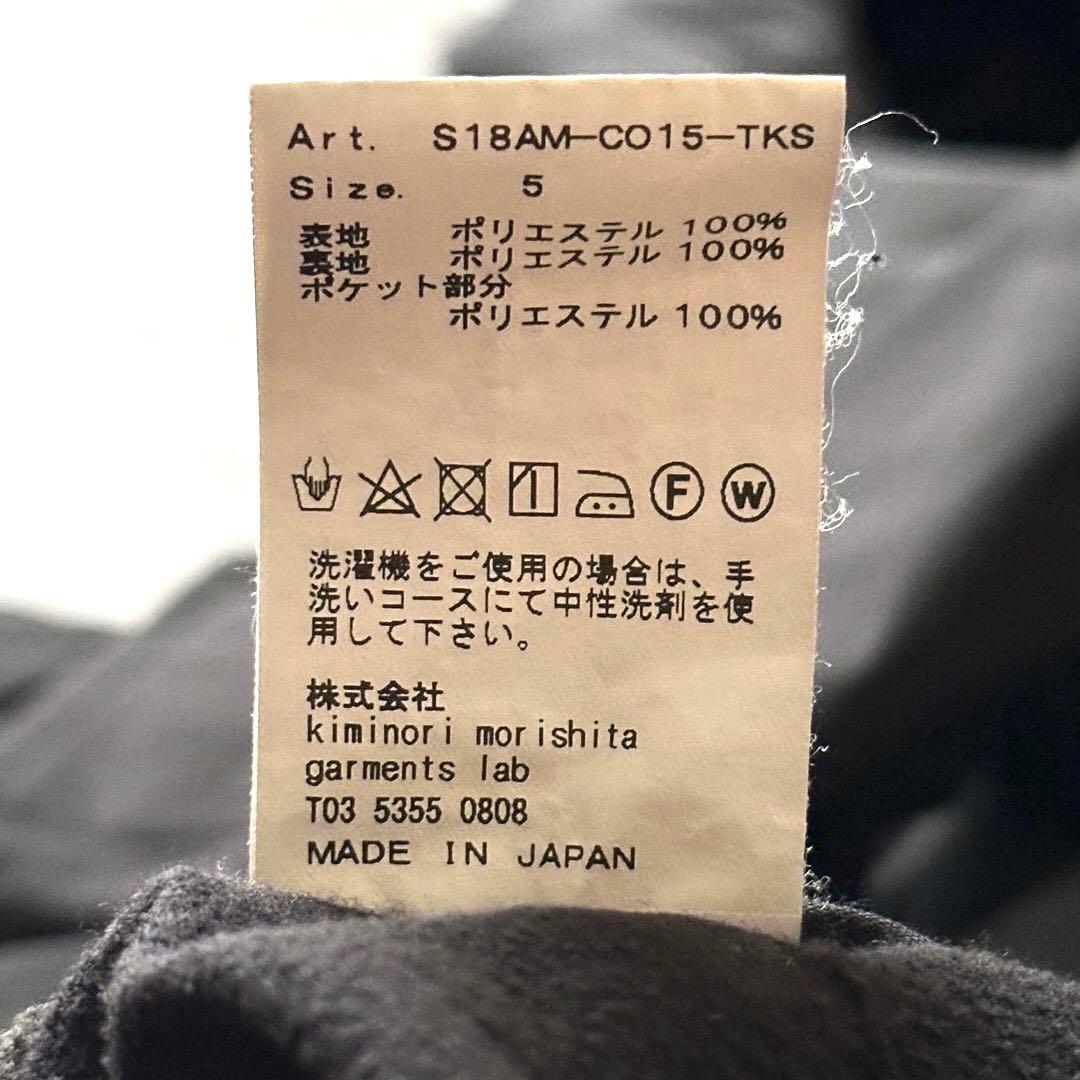 Art. S18AM-CO15-TKS
Size. 5
表地 ポリエステル 100%
裏地 ポリエステル 100%
ポケット部分
ポリエステル 100%
F W
洗濯機をご使用の場合は、手
洗いコースにて中性洗剤を使
用して下さい。
株式会社
kiminori morishita
garments lab
T03 5355 0808
MADE IN JAPAN